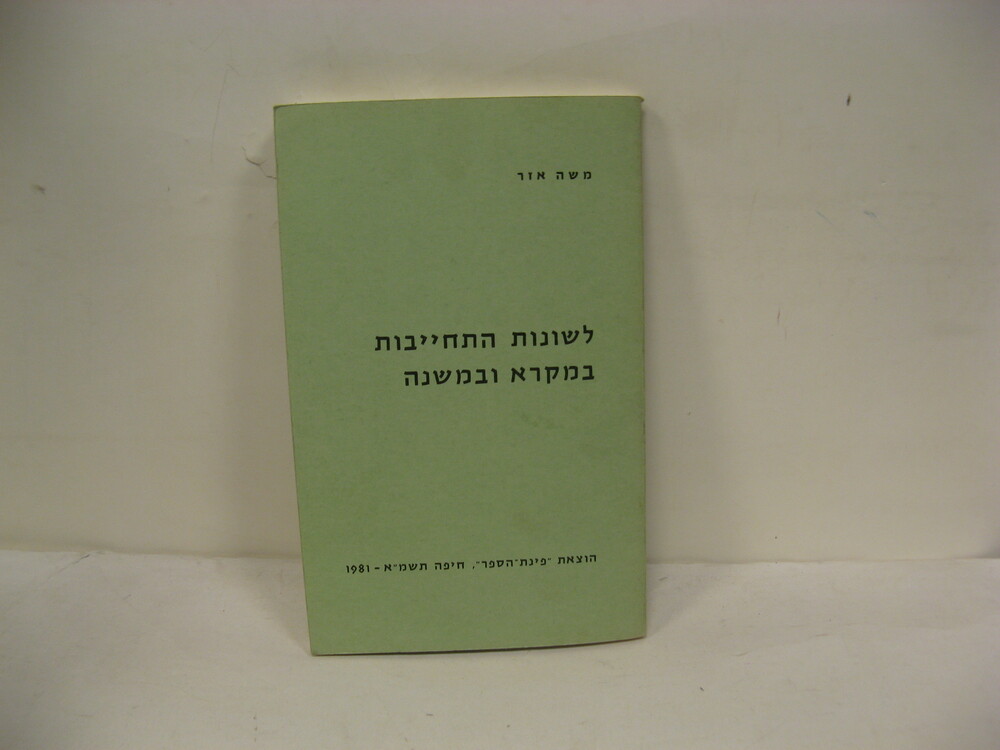 משה אזר
לשונות התחייבות
במקרא ובמשנה
הוצאת "פינת־הספר", חיפה תשמ"א - 1981